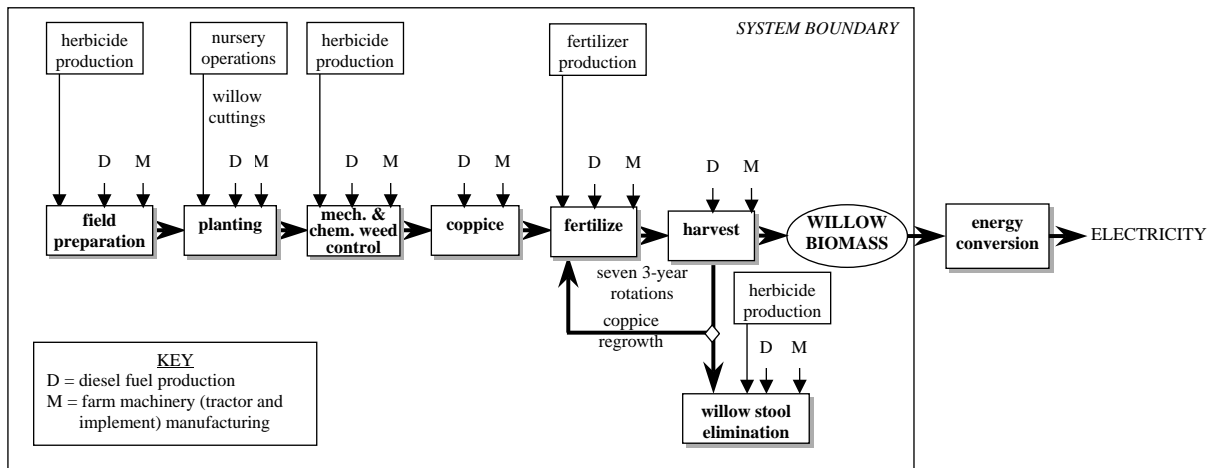 SYSTEM BOUNDARY
herbicide
production
nursery
operations
herbicide
production
fertilizer
production
willow
cuttings
D M
D M
D M
D M
D M
D M
field
preparation
planting
mech. &
chem. weed
control
coppice
fertilize
harvest
WILLOW
BIOMASS
energy
conversion
ELECTRICITY
seven 3-year
rotations
coppice
regrowth
herbicide
production
D M
willow stool
elimination
KEY
D = diesel fuel production
M = farm machinery (tractor and
implement) manufacturing